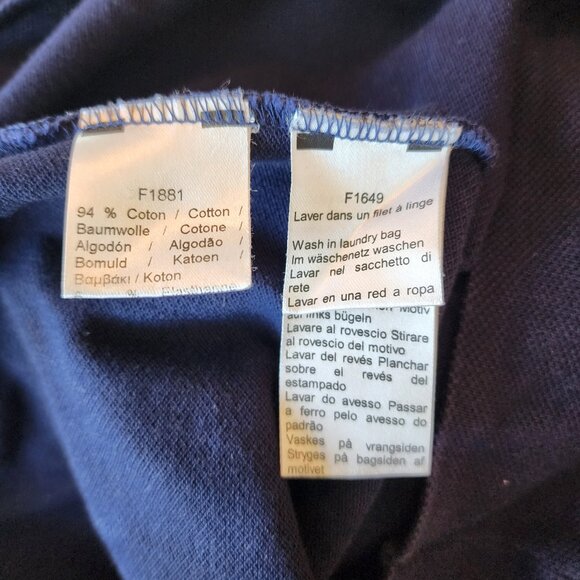 F1881
94 % Coton / Cotton /
Baumwolle / Cotone /
Algodón / Algodão /
Bomuld / Katoen /
Βαμβάκι / Koton
F1649
Laver dans un filet à linge
Wash in laundry bag
Im wäschenetz waschen
Lavar nel sacchetto di
rete
Lavar en una red a ropa
Motiv
auf links bügeln
Lavare al rovescio Stirare
al rovescio del motivo
Lavar del revés Planchar
sobre el revés del
estampado
Lavar do avesso Passar
a ferro pelo avesso do
padrão
Vaskes på vrangsiden
Stryges på bagsiden af
motivet